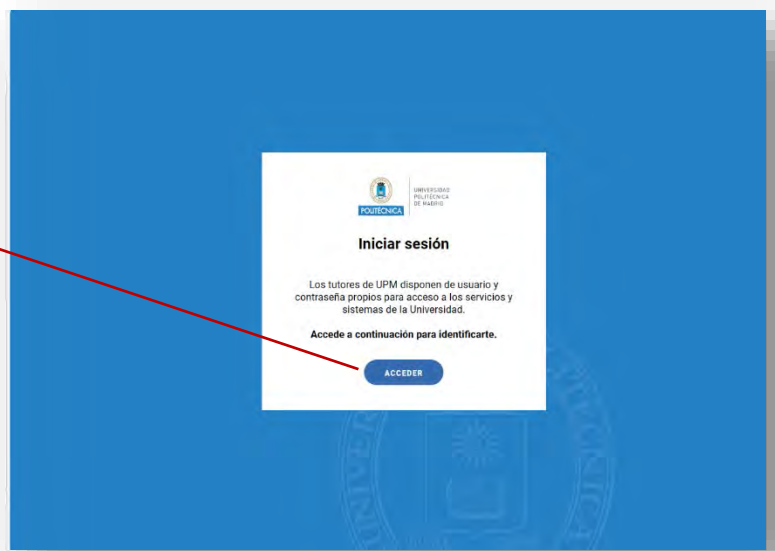 UNIVERSIDAD
POLITÉCNICA
DE MADRID
POLITÉCNICA
Iniciar sesión
Los tutores de UPM disponen de usuario y
contraseña propios para acceso a los servicios y
sistemas de la Universidad.
Accede a continuación para identificarte.
ACCEDER